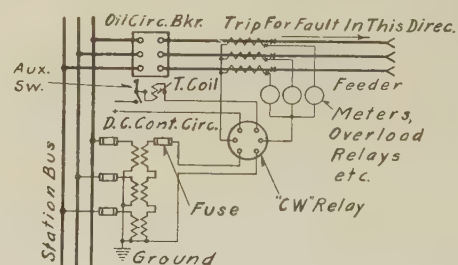 Oil Circ. Bkr.
Trip For Fault In This Direc.
Aux.
Sw.
T. Coil
Feeder
Meters,
Overload
Relays
etc.
D.C. Cont. Circ.
Fuse
"CW" Relay
Station Bus
Ground
+